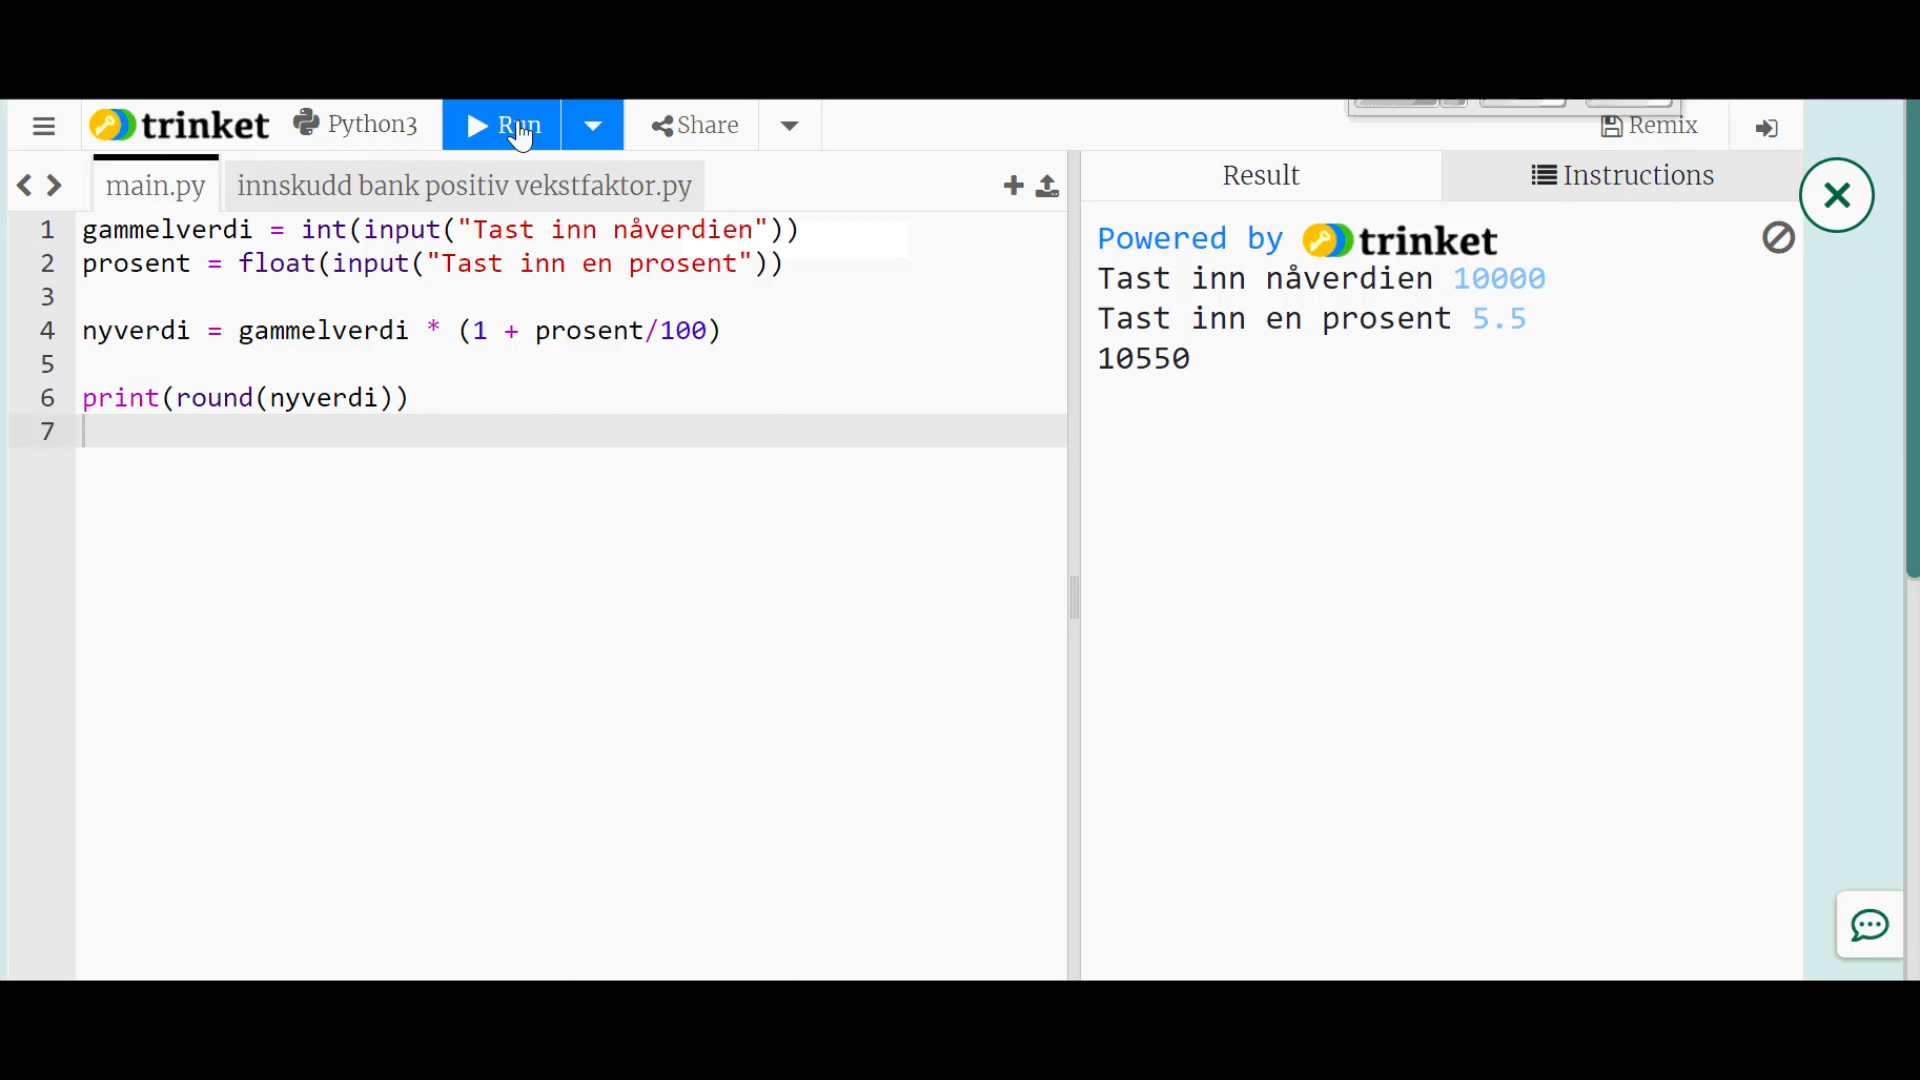 trinket Python3 Run Share Remix
main.py innskudd bank positiv vekstfaktor.py
Result Instructions
1 gammelverdi = int(input("Tast inn nåverdien"))
2 prosent = float(input("Tast inn en prosent"))
3
4 nyverdi = gammelverdi * (1 + prosent/100)
5
6 print(round(nyverdi))
7
Powered by trinket
Tast inn nåverdien 10000
Tast inn en prosent 5.5
10550